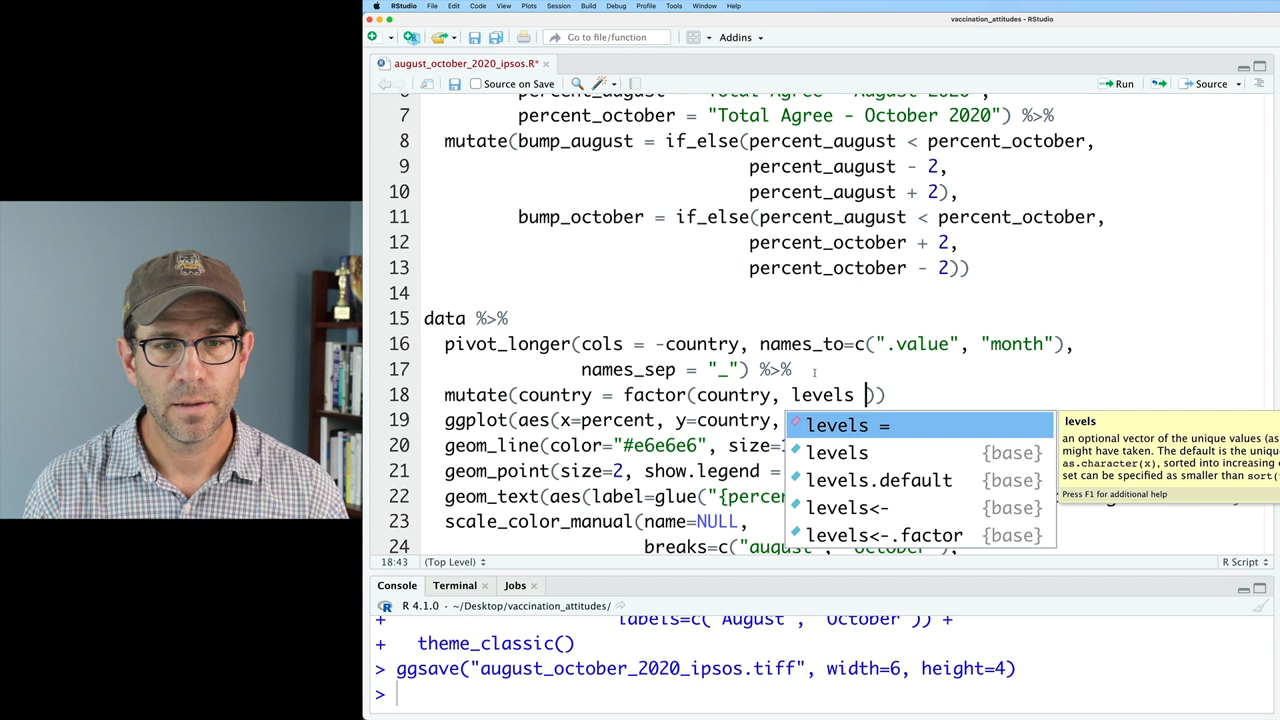 RStudio File Edit Code View Plots Session Build Debug Profile Tools Window Help
vaccination_attitudes - RStudio
Go to file/function Addins
august_october_2020_ipsos.R*
Source on Save Run Source
7 percent_october = "Total Agree - October 2020") %>%
8 mutate(bump_august = if_else(percent_august < percent_october,
9 percent_august - 2,
10 percent_august + 2),
11 bump_october = if_else(percent_august < percent_october,
12 percent_october + 2,
13 percent_october - 2))
14
15 data %>%
16 pivot_longer(cols = -country, names_to=c(".value", "month"),
17 names_sep = "_") %>%
18 mutate(country = factor(country, levels ))
19 ggplot(aes(x=percent, y=country,
20 geom_line(color="#e6e6e6", size=
21 geom_point(size=2, show.legend =
22 geom_text(aes(label=glue("{percen
23 scale_color_manual(name=NULL,
24 breaks=c("august", "October"),
levels =
levels {base}
levels.default {base}
levels<- {base}
levels<-.factor {base}
levels
an optional vector of the unique values (as
might have taken. The default is the uniqu
as.character(x), sorted into increasing
set can be specified as smaller than sort(
Press F1 for additional help
18:43 (Top Level) R Script
Console Terminal Jobs
R 4.1.0 · ~/Desktop/vaccination_attitudes/
+ labels=c("August", "October")) +
+ theme_classic()
> ggsave("august_october_2020_ipsos.tiff", width=6, height=4)
>